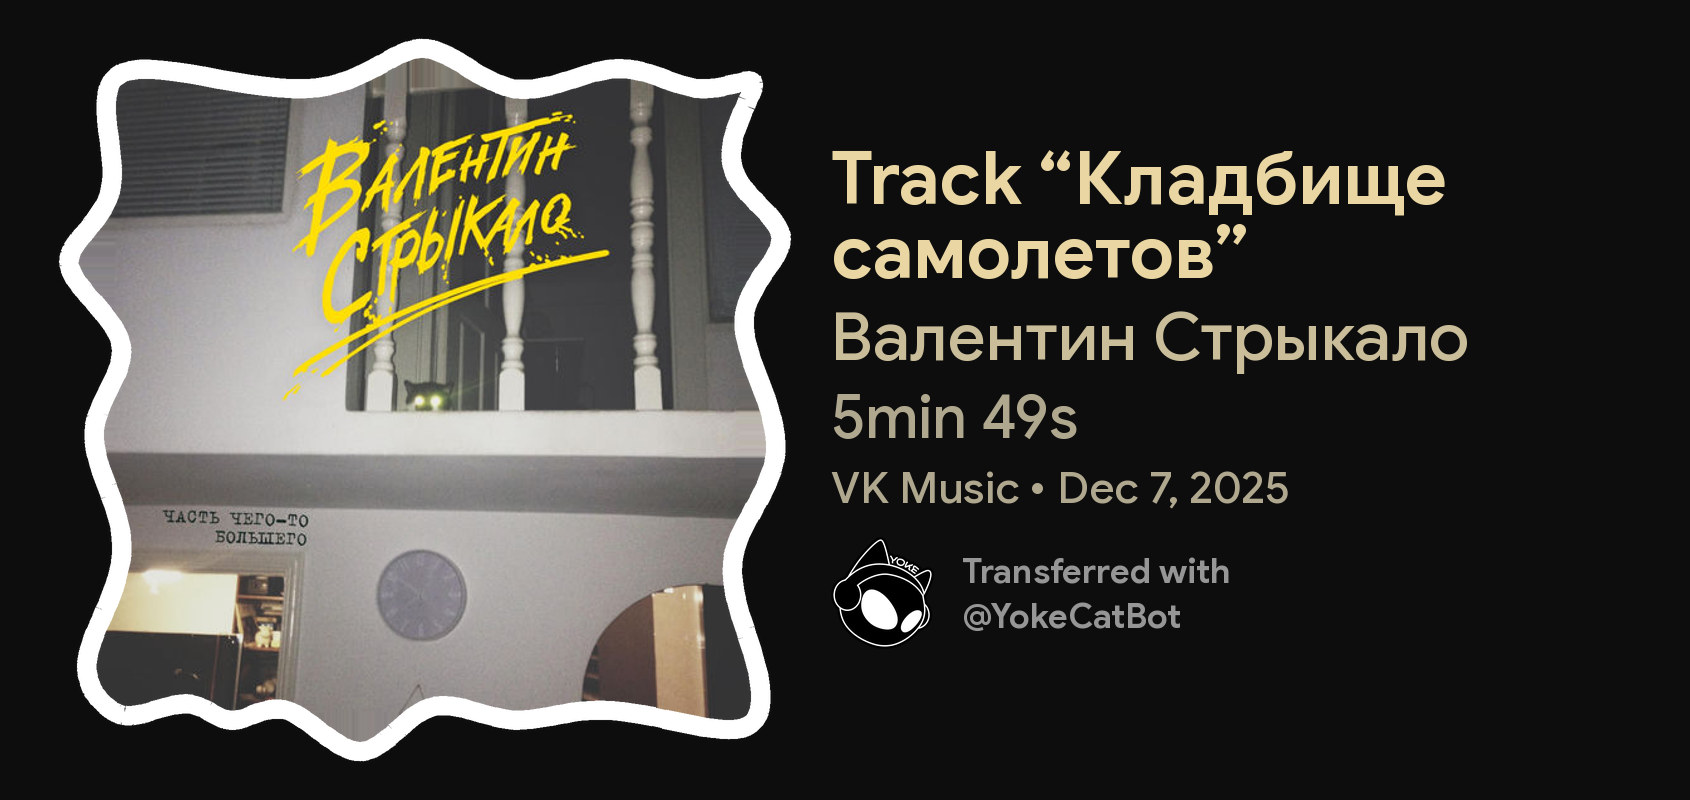 ВАЛЕНТИН
СТРЫКАЛО
ЧАСТЬ ЧЕГО-ТО
БОЛЬШЕГО
Track “Кладбище
самолетов”
Валентин Стрыкало
5min 49s
VK Music • Dec 7, 2025
YOKE
Transferred with
@YokeCatBot